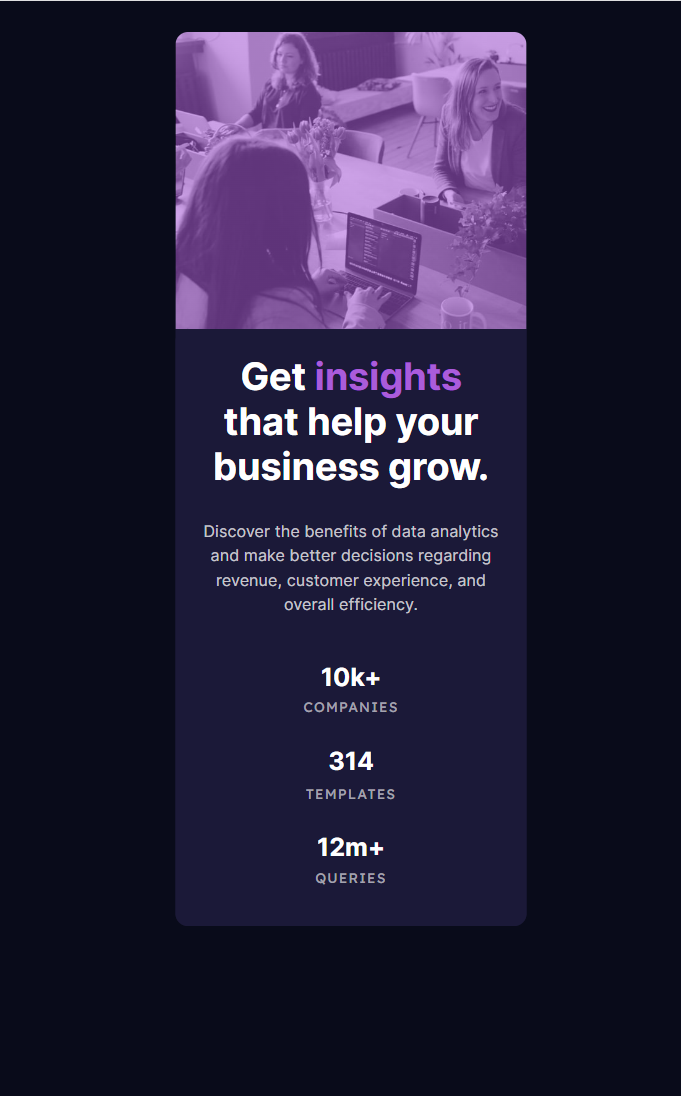 Get insights
that help your
business grow.
Discover the benefits of data analytics
and make better decisions regarding
revenue, customer experience, and
overall efficiency.
10k+
COMPANIES
314
TEMPLATES
12m+
QUERIES